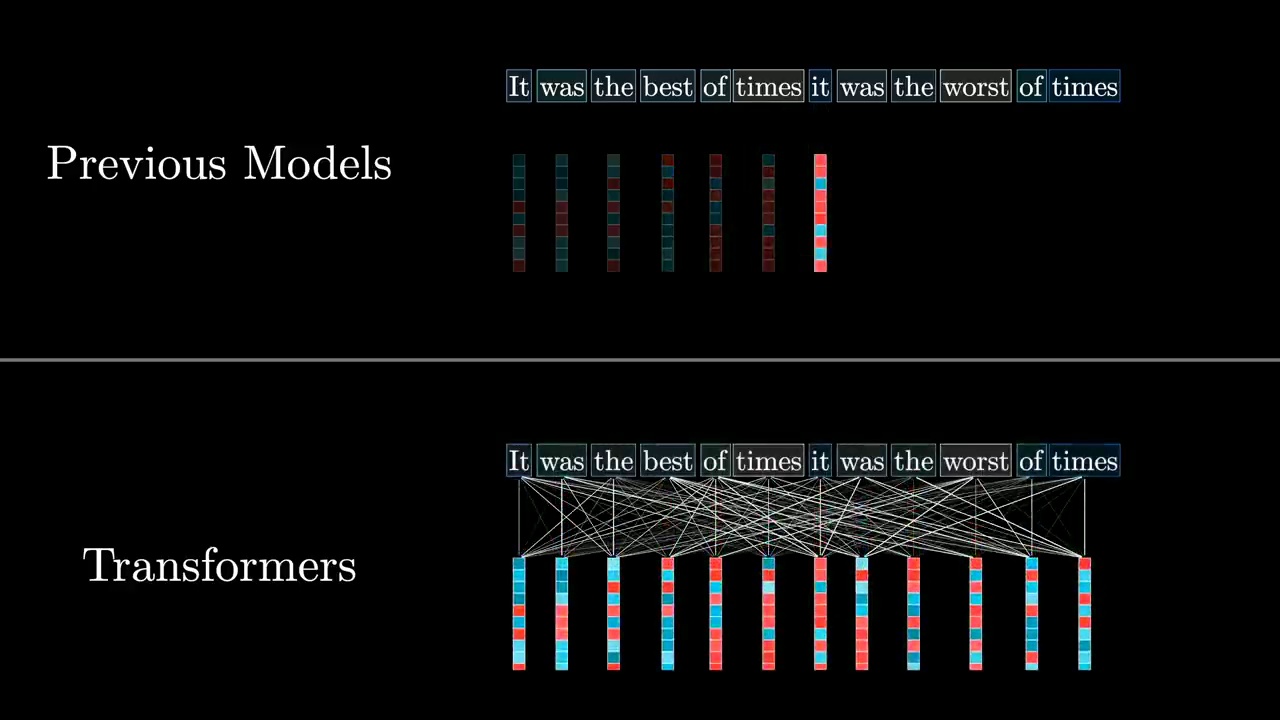 It was the best of times it was the worst of times
Previous Models
It was the best of times it was the worst of times
Transformers